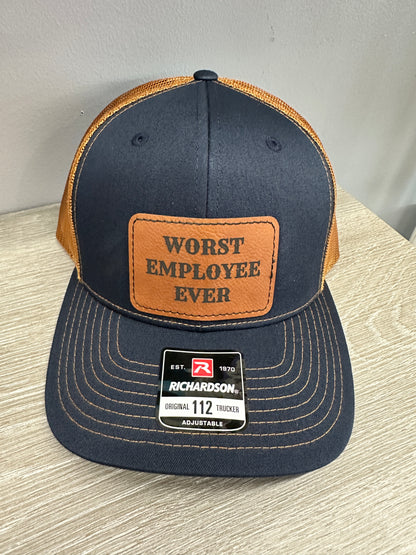 WORST
EMPLOYEE
EVER
EST. R 1970
RICHARDSON®
ORIGINAL 112 TRUCKER
ADJUSTABLE